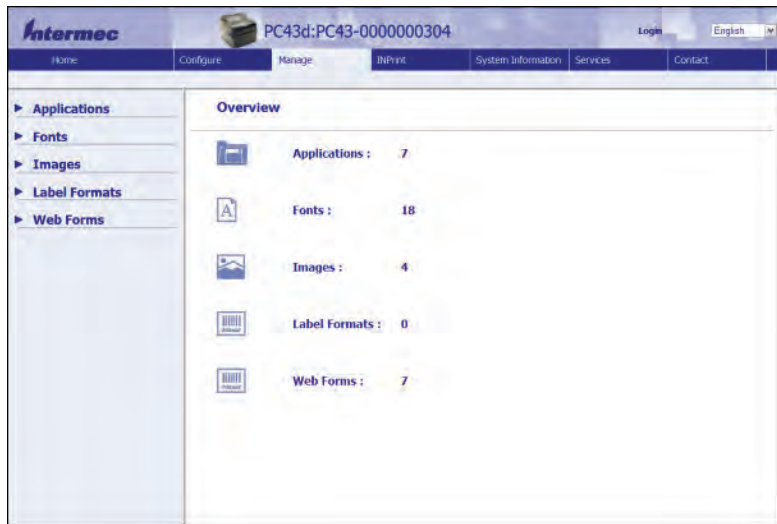 Intermec PC43d:PC43-0000000304 Login English
Home Configure Manage INPrint System Information Services Contact
Applications
Fonts
Images
Label Formats
Web Forms
Overview
Applications : 7
Fonts : 18
Images : 4
Label Formats : 0
Web Forms : 7